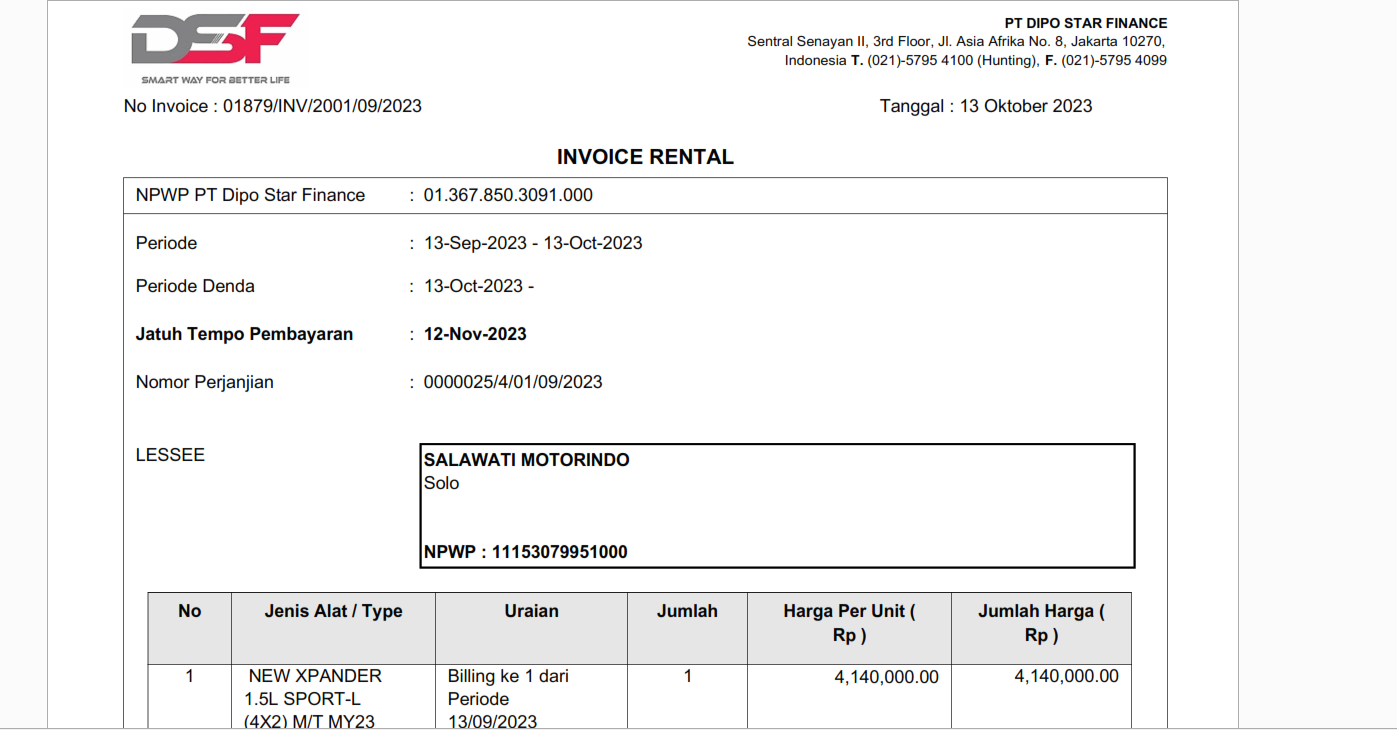 DSF
SMART WAY FOR BETTER LIFE
PT DIPO STAR FINANCE
Sentral Senayan II, 3rd Floor, Jl. Asia Afrika No. 8, Jakarta 10270,
Indonesia T. (021)-5795 4100 (Hunting), F. (021)-5795 4099
No Invoice : 01879/INV/2001/09/2023
Tanggal : 13 Oktober 2023
INVOICE RENTAL
NPWP PT Dipo Star Finance : 01.367.850.3091.000
Periode : 13-Sep-2023 - 13-Oct-2023
Periode Denda : 13-Oct-2023 -
Jatuh Tempo Pembayaran : 12-Nov-2023
Nomor Perjanjian : 0000025/4/01/09/2023
LESSEE
SALAWATI MOTORINDO
Solo
NPWP : 11153079951000
No Jenis Alat / Type Uraian Jumlah Harga Per Unit ( Jumlah Harga (
Rp ) Rp )
1 NEW XPANDER Billing ke 1 dari 1 4,140,000.00 4,140,000.00
1.5L SPORT-L Periode
(4X2) M/T MY23 13/09/2023